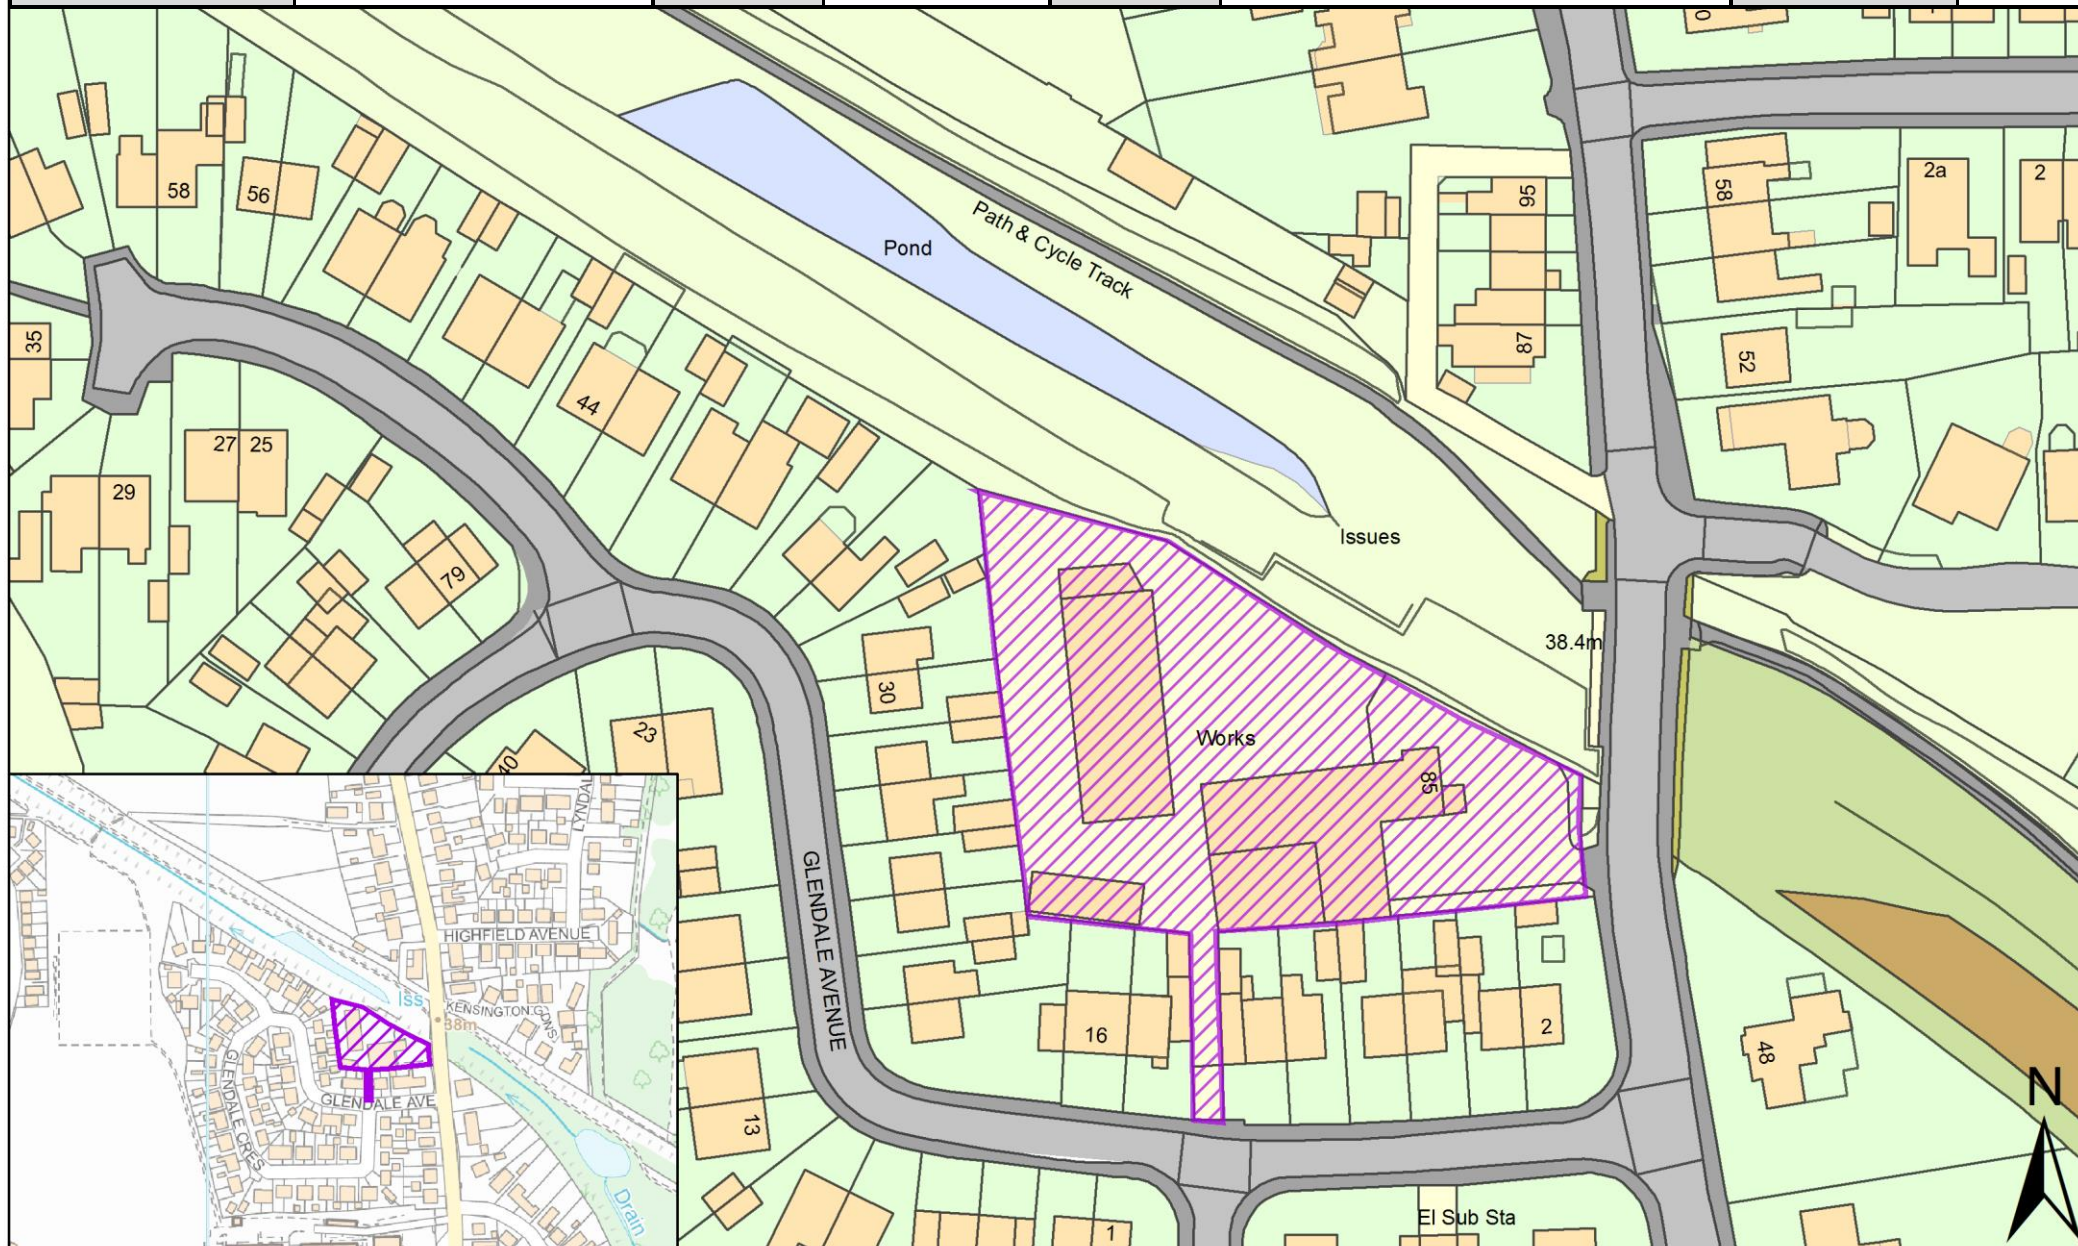 58
56
35
27
25
29
44
79
Pond
Path & Cycle Track
95
87
58
2a
2
52
Issues
38.4m
30
23
40
Works
85
GLENDALE AVENUE
16
2
48
13
1
El Sub Sta
N
LYNDAL
HIGHFIELD AVENUE
Iss
KENSINGTON GDNS
38m
GLENDALE AVE
GLENDALE CRES
Drain